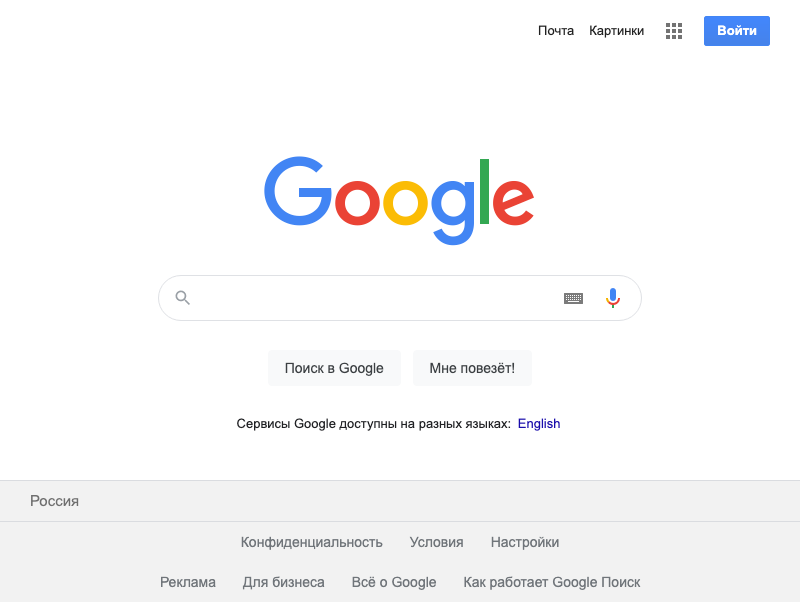 Почта Картинки Войти
Google
Поиск в Google Мне повезёт!
Сервисы Google доступны на разных языках: English
Россия
Конфиденциальность Условия Настройки
Реклама Для бизнеса Всё о Google Как работает Google Поиск